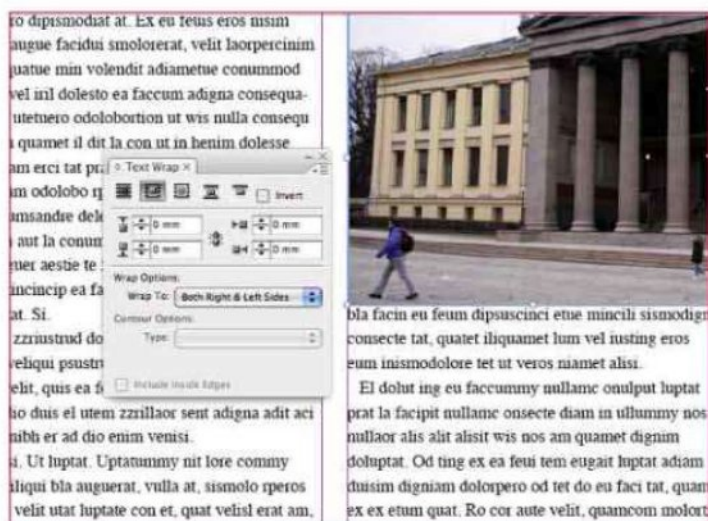 ro dipismodiat at. Ex eu feuis eros nisim
augue facidui smolorerat, velit laorpercinim
uatue min volendit adiametue conummod
vel inl dolesto ea faccum adigna consequa-
utetuero odolobortion ut wis nulla consequ
quamet il dit la con ut in henim dolesse
am erci tat
m odolobo
umsandre dele
aut la conum
uer aestie te
incincip ea fa
at. Si.
zzriustrud do
veliqui psustr
elit, quis ea f
io duis el utem zzrillaor sent adigna adit aci
nibh er ad dio enim venisi.
i. Ut luptat. Uptatummy nit lore commy
iliqui bla auguerat, vulla at, sismolo rperos
velit utat luptate con et, quat velisl erat am,
Text Wrap
Invert
0 mm
0 mm
0 mm
0 mm
Wrap Options:
Wrap To: Both Right & Left Sides
Contour Options:
Type:
Include Inside Edges
bla facin eu feum dipsuscinci etue mincili sismodign
consecte tat, quatet iliquamet lum vel iusting eros
eum inismodolore tet ut veros niamet alisi.
El dolut ing eu faccummy nullamc onulput luptat
prat la facipit nullamc onsecte diam in ullummy nos
nullaor alis alit alisit wis nos am quamet dignim
doluptat. Od ting ex ea feui tem eugait luptat adiam
duisim digniam dolorpero od tet do eu faci tat, quam
ex ex etum quat. Ro cor aute velit, quamcom molort